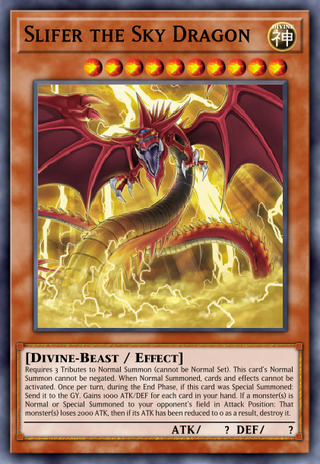 Slifer the Sky Dragon
DIVINE
神
[Divine-Beast / Effect]
Requires 3 Tributes to Normal Summon (cannot be Normal Set). This card's Normal
Summon cannot be negated. When Normal Summoned, cards and effects cannot be
activated. Once per turn, during the End Phase, if this card was Special Summoned:
Send it to the GY. Gains 1000 ATK/DEF for each card in your hand. If a monster(s) is
Normal or Special Summoned to your opponent's field in Attack Position: That
monster(s) loses 2000 ATK, then if its ATK has been reduced to 0 as a result, destroy it.
ATK/ ? DEF/ ?